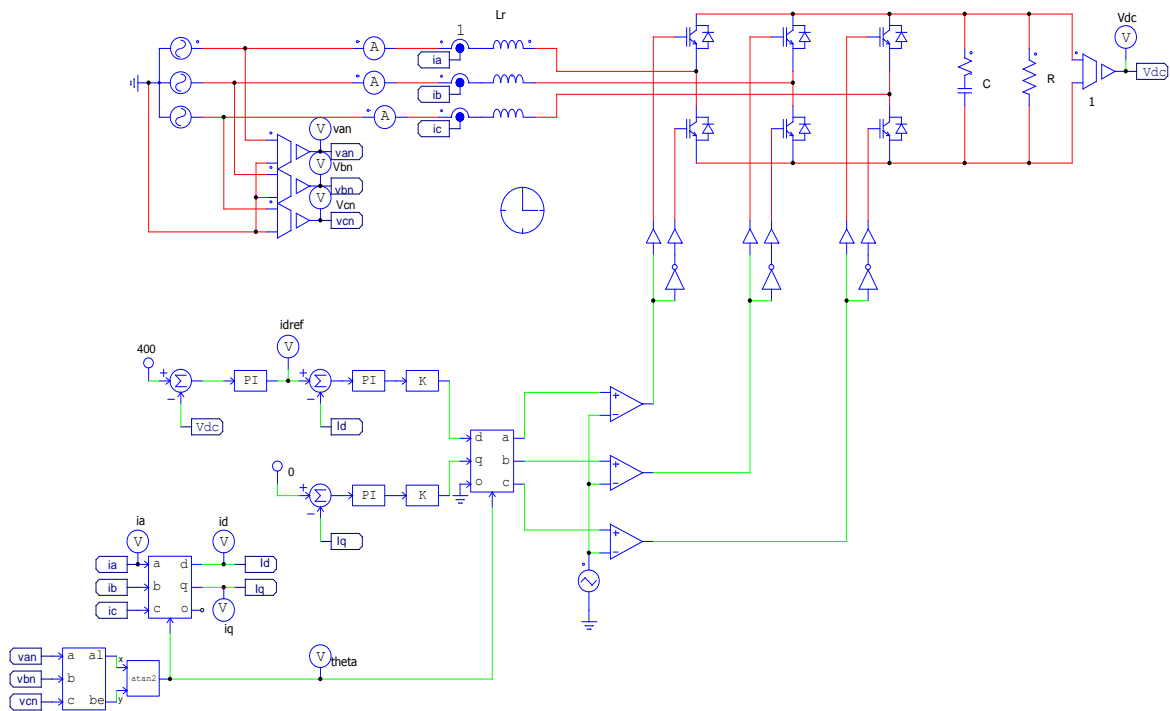 Lr
1
Vdc
A
V
ia
Vdc
A
ib
C
R
1
A
ic
V
van
van
V
Vbn
vbn
V
Vcn
vcn
idref
V
400
+
Σ
−
PI
+
Σ
−
PI
K
Vdc
Id
d
a
q
b
o
c
0
+
Σ
−
PI
K
Iq
+
−
+
−
+
−
ia
V
id
V
ia
a
d
Id
ib
b
q
Iq
ic
c
o
V
iq
van
a
al
x
vbn
b
atan2
V
theta
vcn
c
be
y